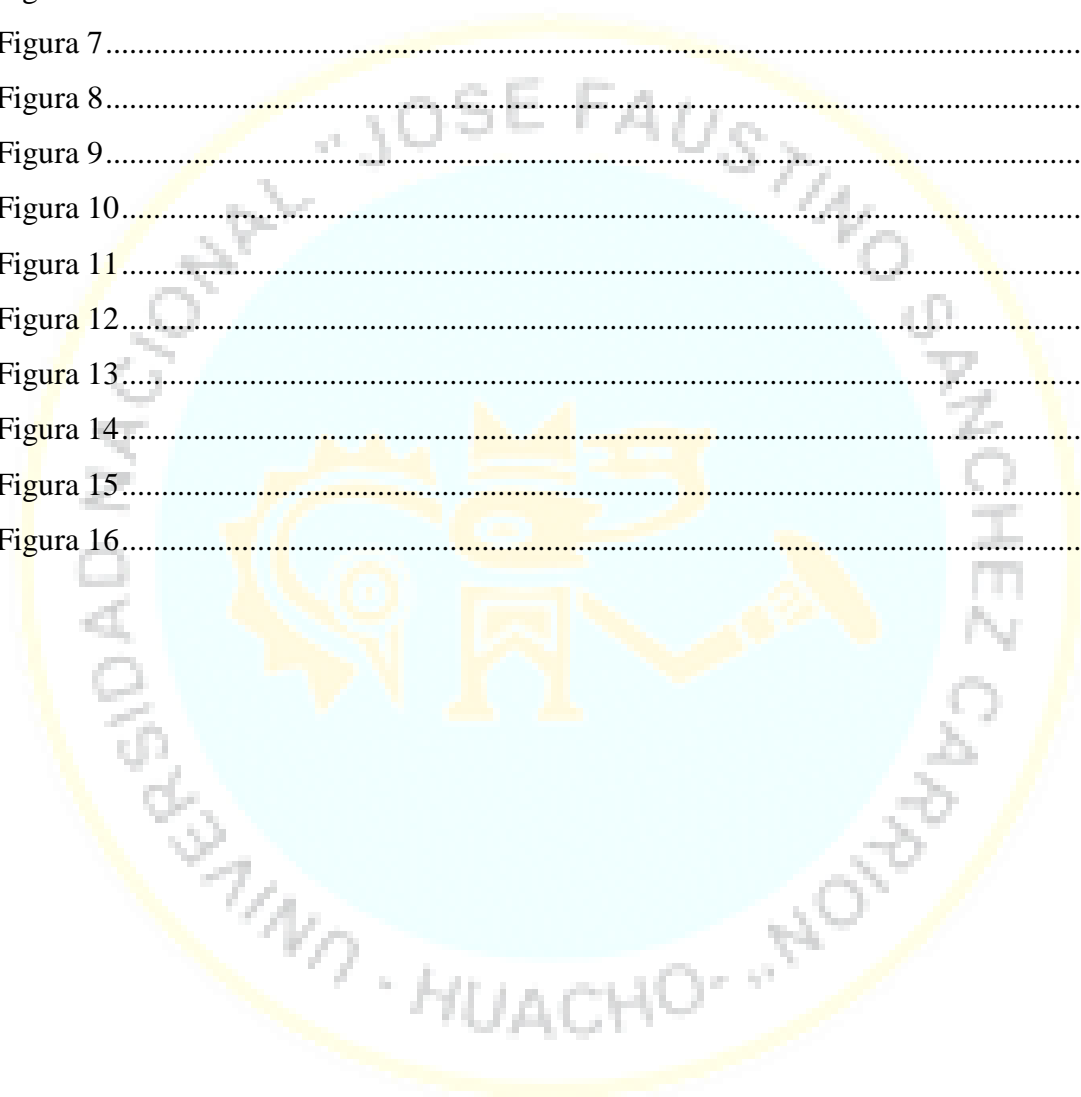 Figura 7
Figura 8
Figura 9
Figura 10
Figura 11
Figura 12
Figura 13
Figura 14
Figura 15
Figura 16
UNIVERSIDAD NACIONAL "JOSE FAUSTINO SANCHEZ CARRION" - HUACHO-